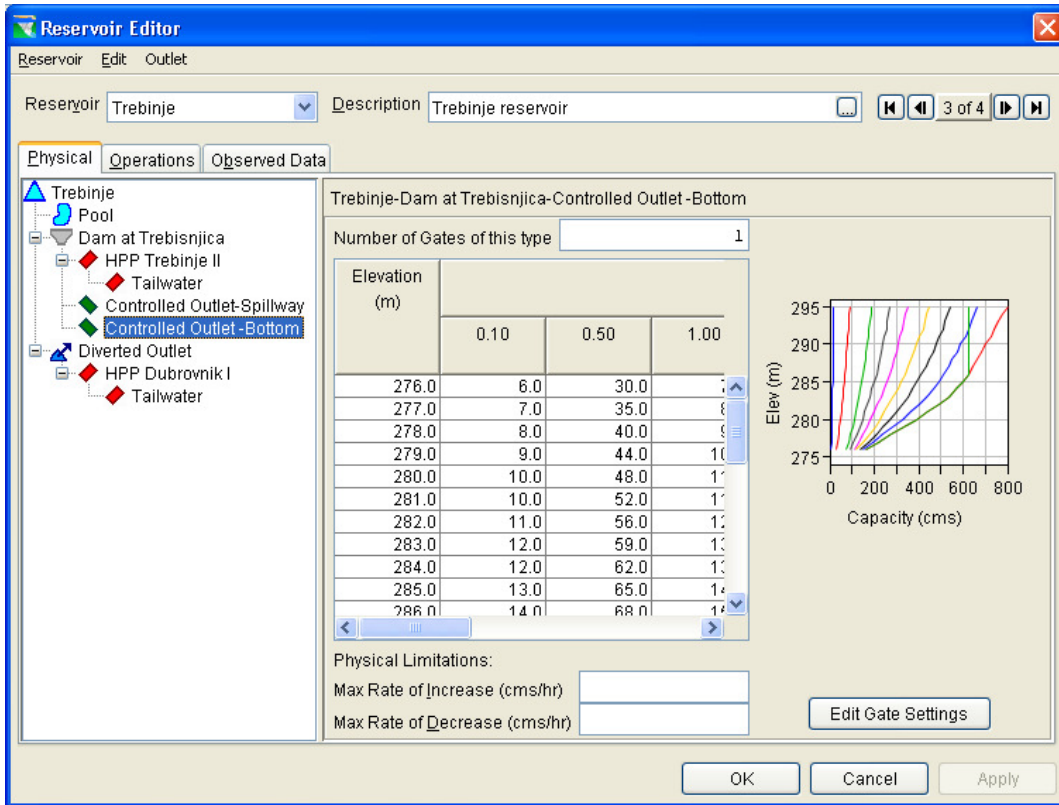 Reservoir Editor
Reservoir Edit Outlet
Reservoir Trebinje Description Trebinje reservoir ... 3 of 4
Physical Operations Observed Data
Trebinje
Pool
Dam at Trebisnjica
HPP Trebinje II
Tailwater
Controlled Outlet-Spillway
Controlled Outlet -Bottom
Diverted Outlet
HPP Dubrovnik I
Tailwater
Trebinje-Dam at Trebisnjica-Controlled Outlet -Bottom
Number of Gates of this type 1
Elevation
(m)
0.10 0.50 1.00
276.0 6.0 30.0
277.0 7.0 35.0
278.0 8.0 40.0
279.0 9.0 44.0
280.0 10.0 48.0
281.0 10.0 52.0
282.0 11.0 56.0
283.0 12.0 59.0
284.0 12.0 62.0
285.0 13.0 65.0
286.0 14.0 68.0
295
290
285
280
275
Elev (m)
0 200 400 600 800
Capacity (cms)
Physical Limitations:
Max Rate of Increase (cms/hr)
Max Rate of Decrease (cms/hr)
Edit Gate Settings
OK Cancel Apply